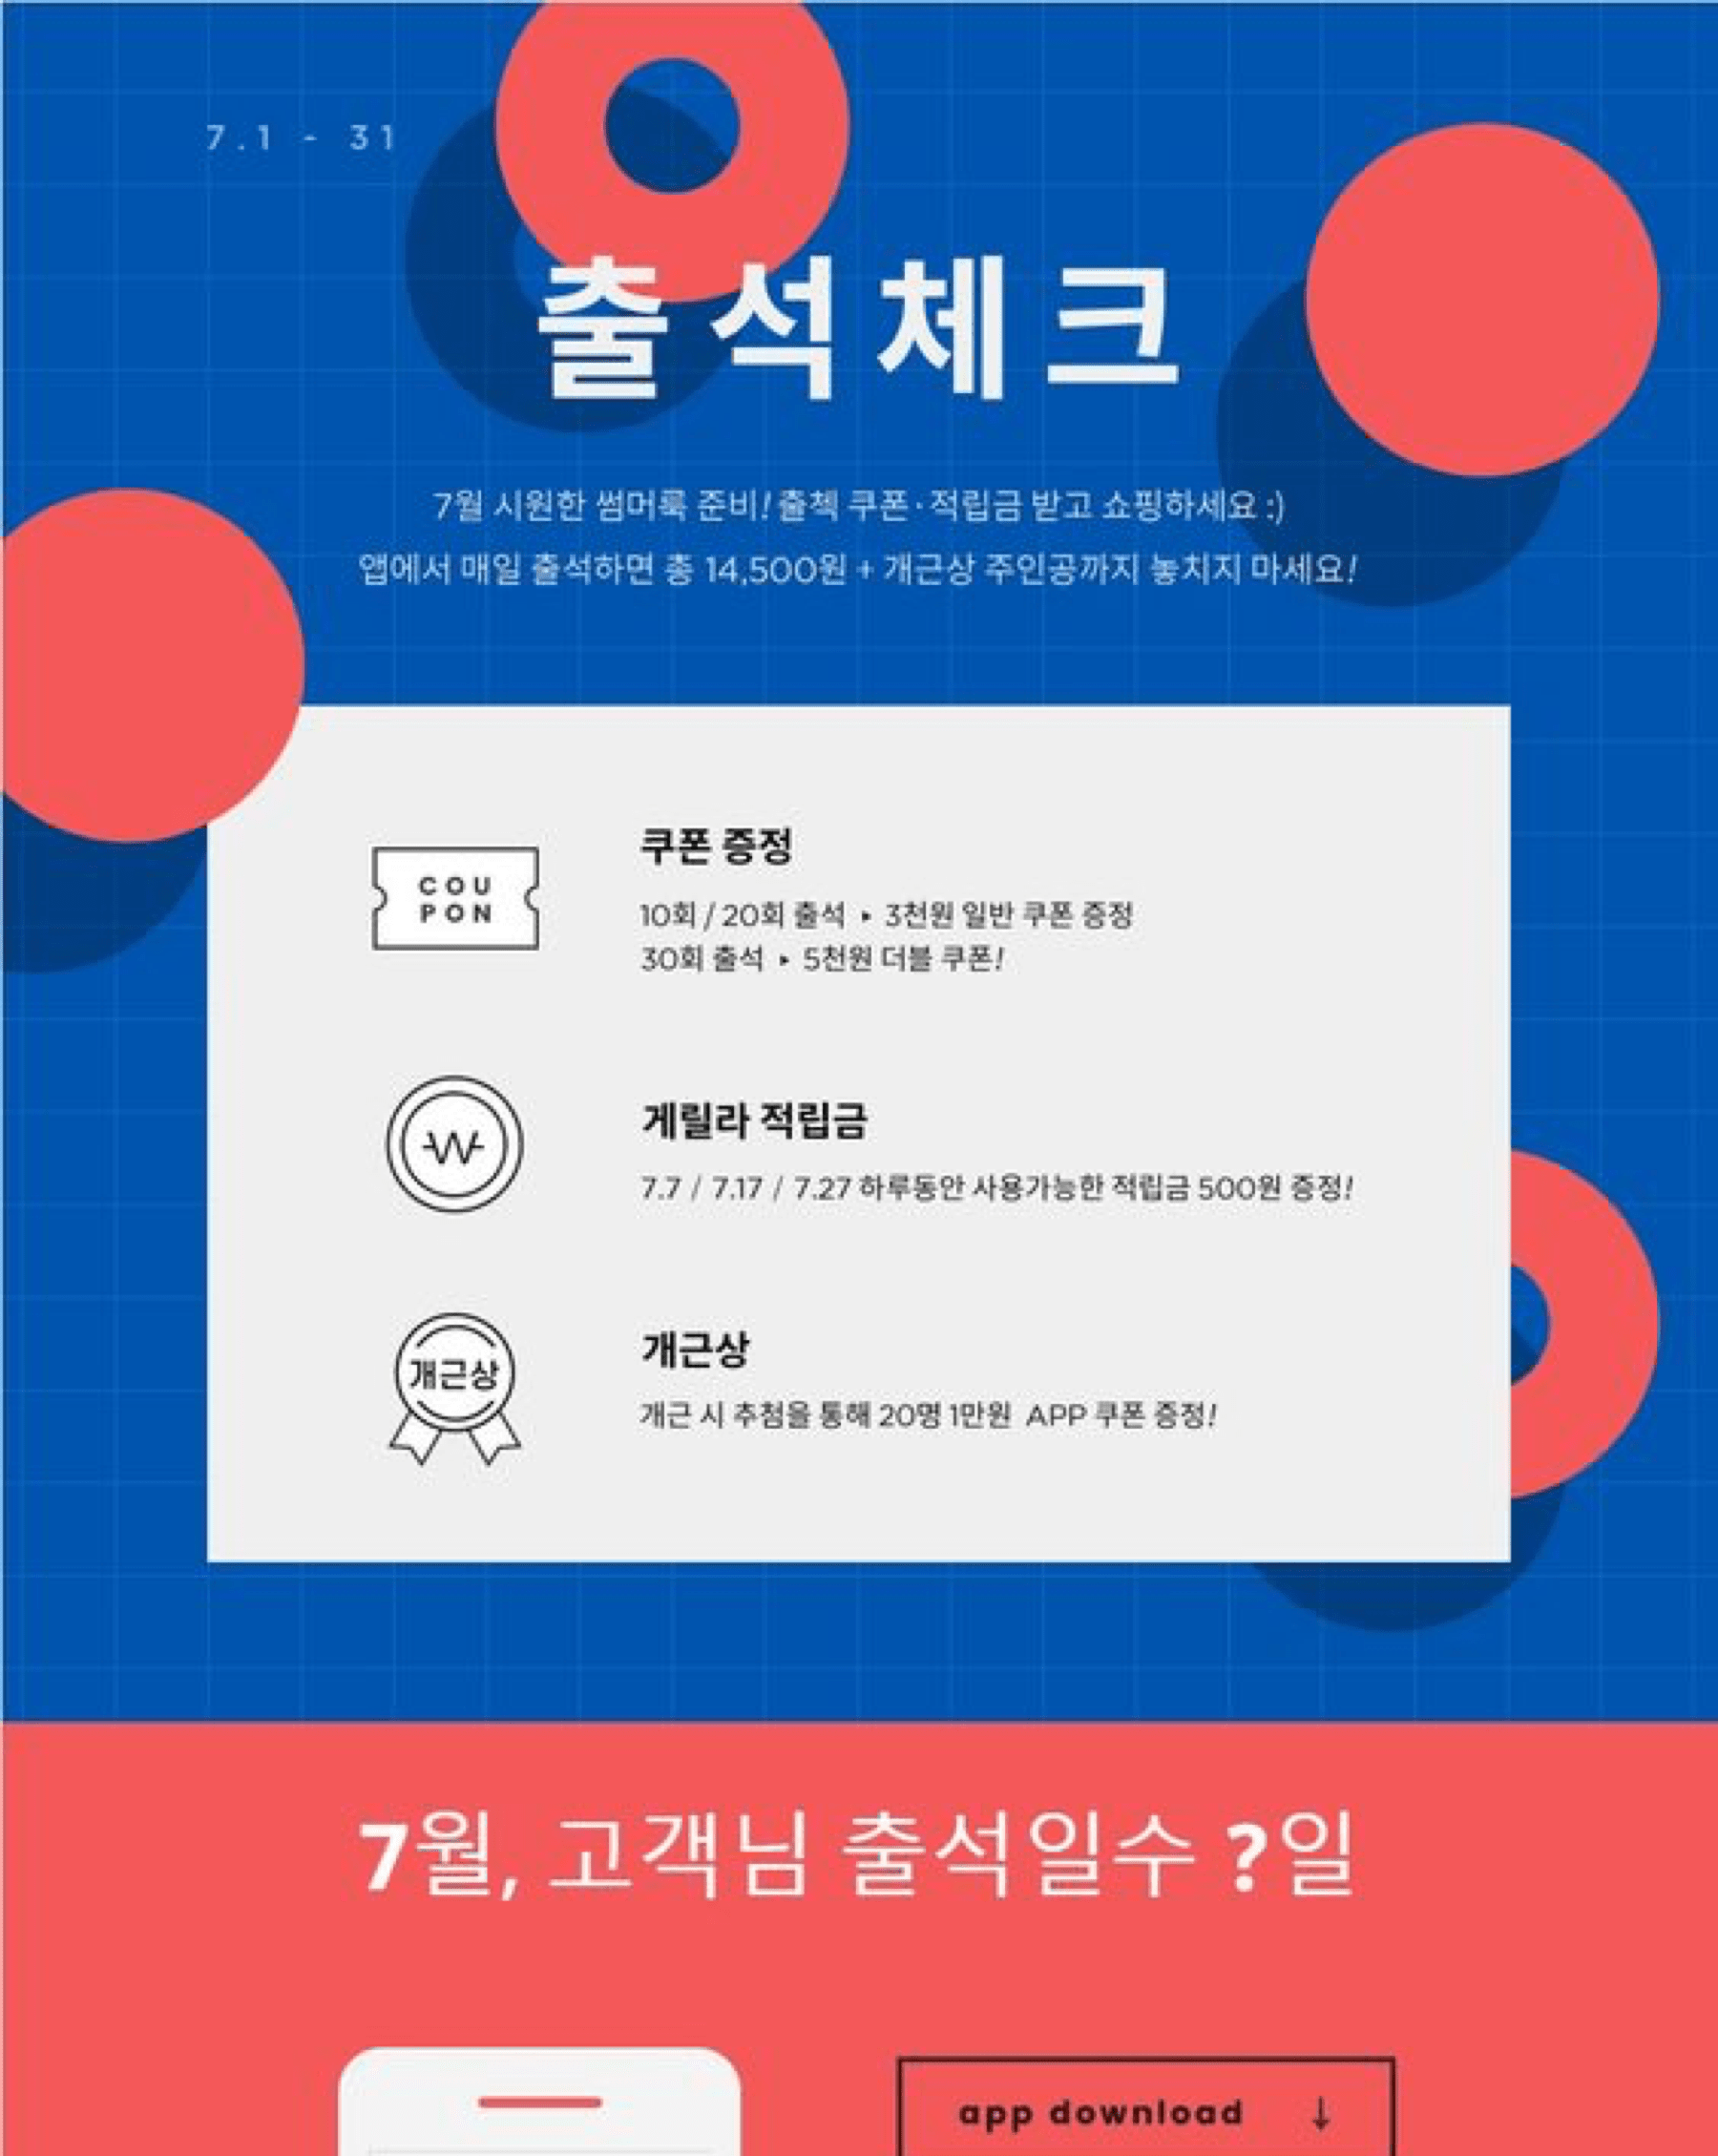 7.1 - 31
출석체크
7월 시원한 썸머룩 준비! 출첵 쿠폰·적립금 받고 쇼핑하세요 :)
앱에서 매일 출석하면 총 14,500원 + 개근상 주인공까지 놓치지 마세요!
COU
PON
쿠폰 증정
10회 / 20회 출석 ▸ 3천원 일반 쿠폰 증정
30회 출석 ▸ 5천원 더블 쿠폰!
W
게릴라 적립금
7.7 / 7.17 / 7.27 하루동안 사용가능한 적립금 500원 증정!
개근상
개근상
개근 시 추첨을 통해 20명 1만원 APP 쿠폰 증정!
7월, 고객님 출석일수 ?일
app download ↓